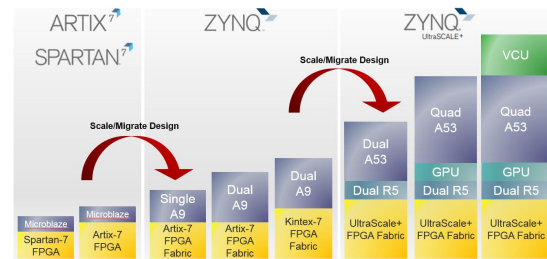 ARTIX 7
SPARTAN 7
ZYNQ
ZYNQ
UltraSCALE+
Scale/Migrate Design
Scale/Migrate Design
Microblaze
Spartan-7
FPGA
Microblaze
Artix-7
FPGA
Single
A9
Artix-7
FPGA
Fabric
Dual
A9
Artix-7
FPGA
Fabric
Dual
A9
Kintex-7
FPGA
Fabric
Dual
A53
Dual R5
UltraScale+
FPGA Fabric
Quad
A53
GPU
Dual R5
UltraScale+
FPGA Fabric
VCU
Quad
A53
GPU
Dual R5
UltraScale+
FPGA Fabric